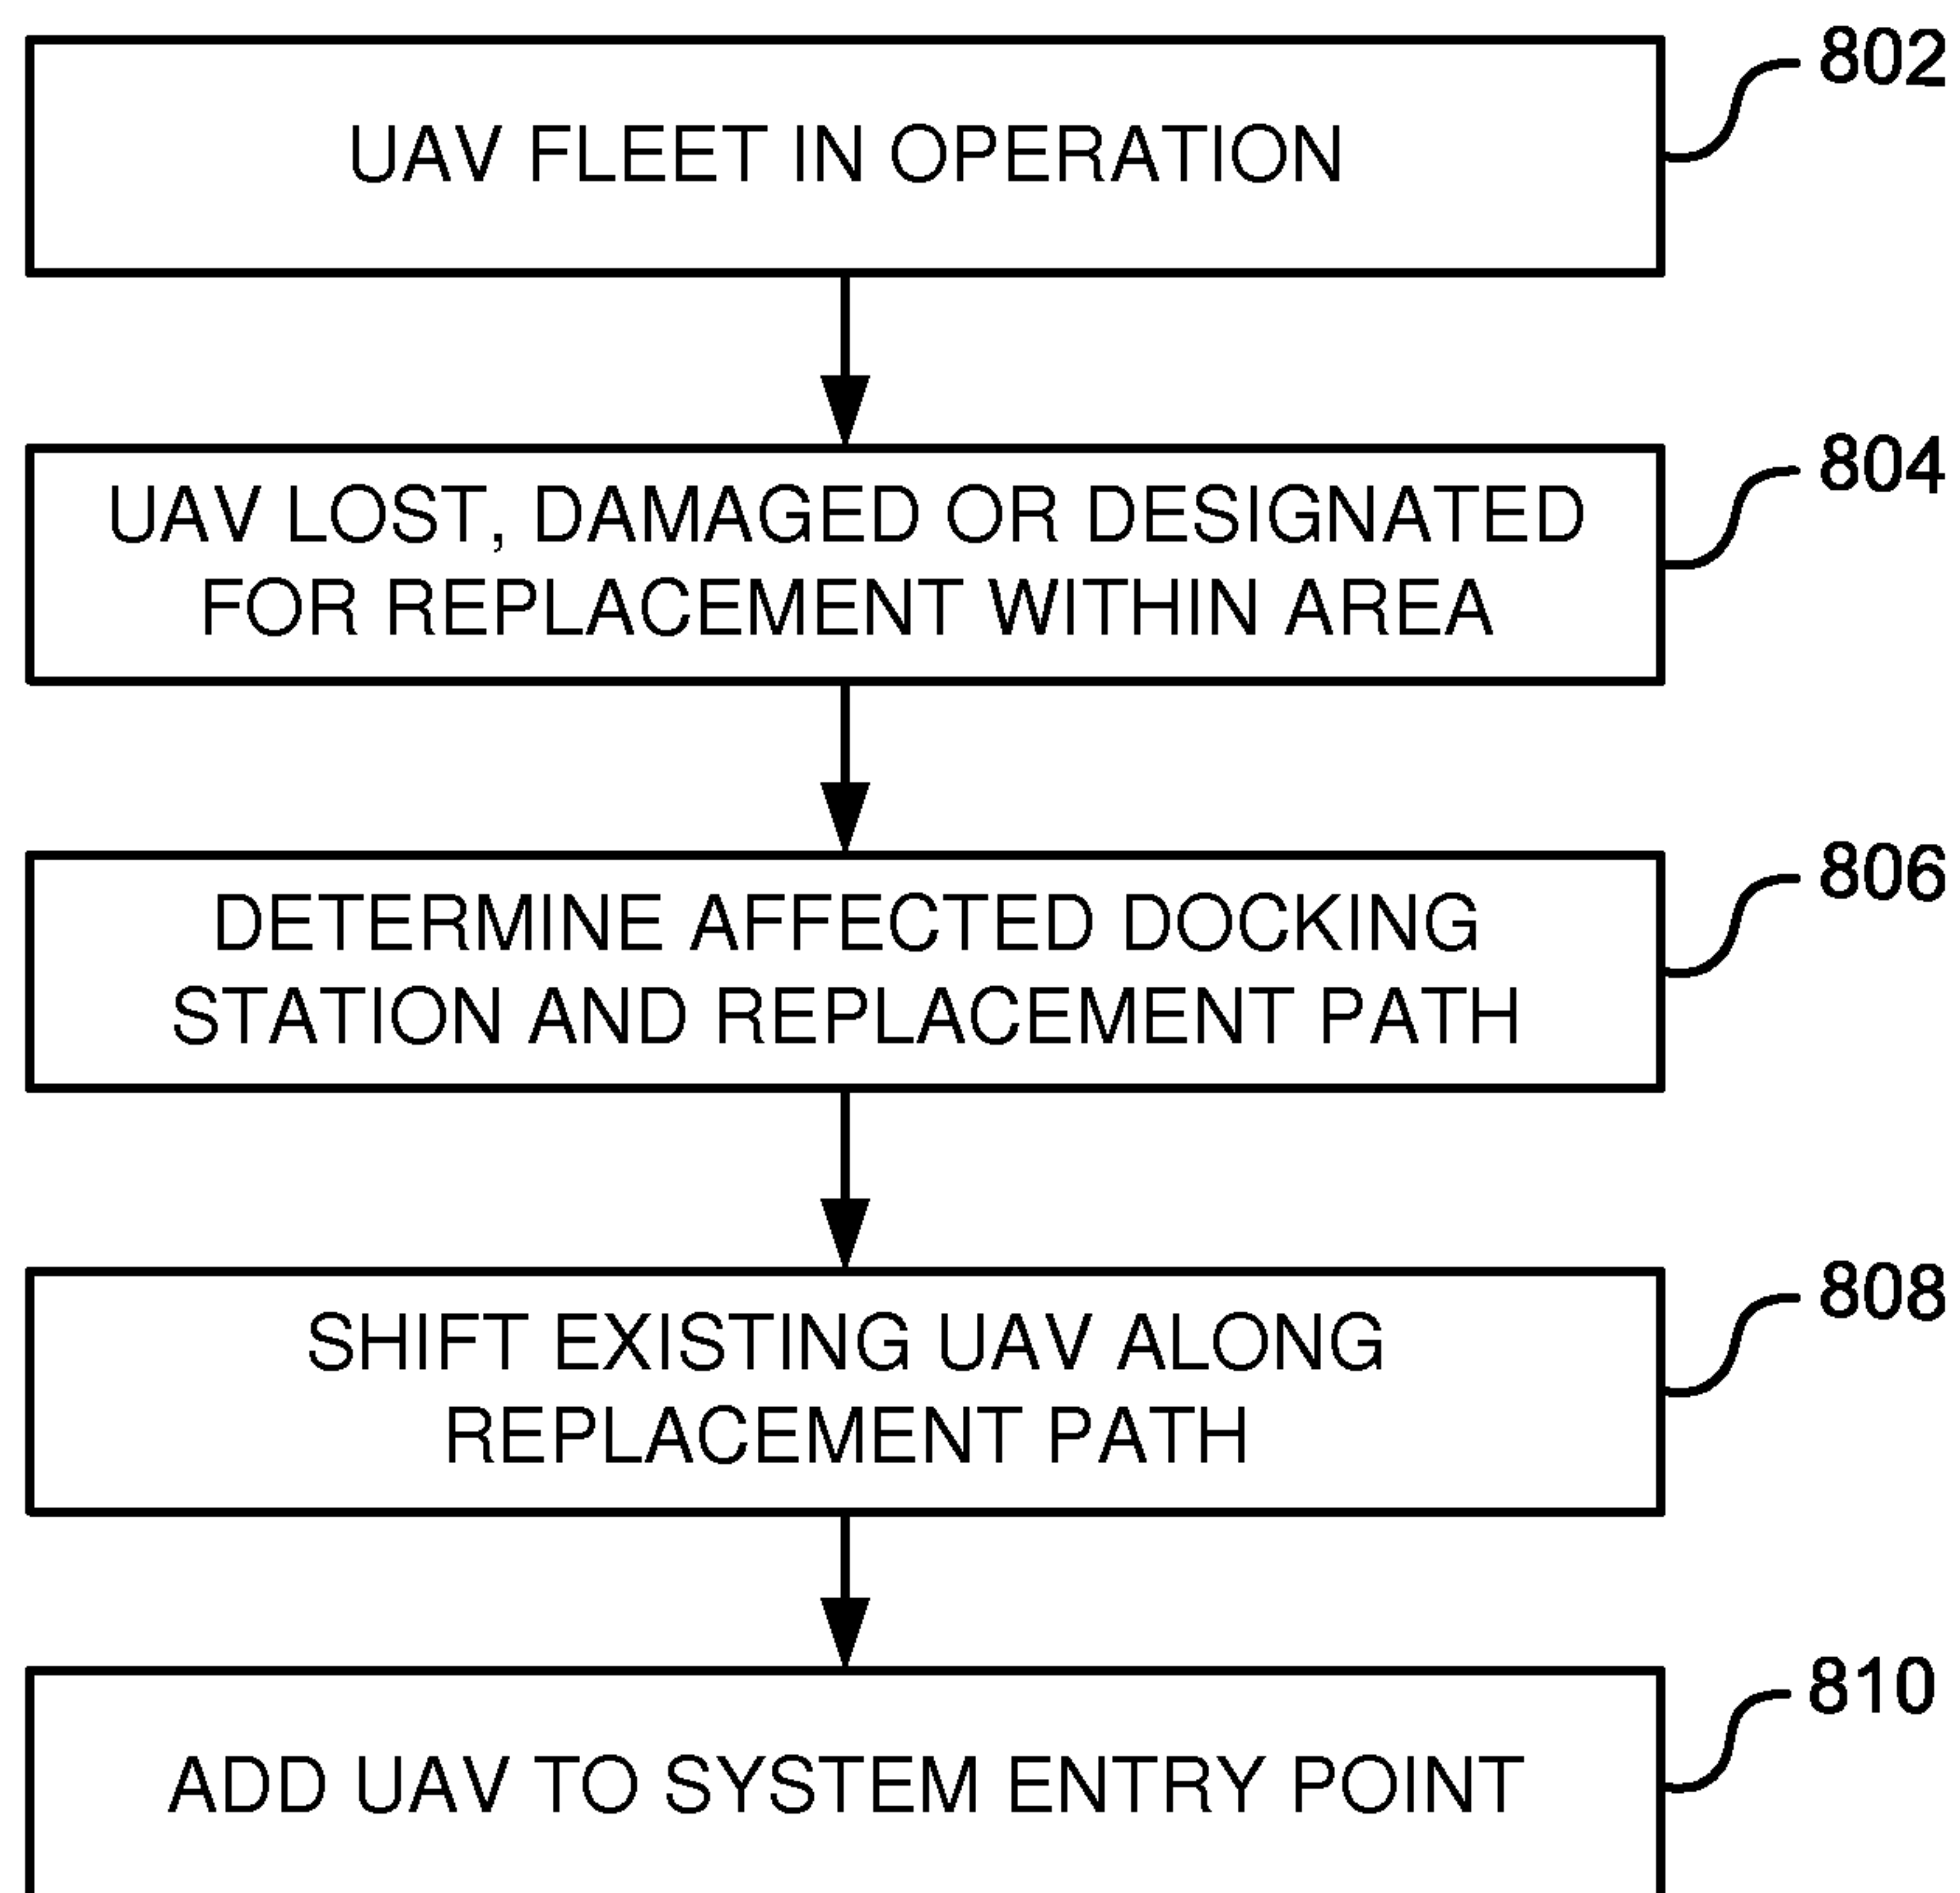 802
UAV FLEET IN OPERATION
804
UAV LOST, DAMAGED OR DESIGNATED
FOR REPLACEMENT WITHIN AREA
806
DETERMINE AFFECTED DOCKING
STATION AND REPLACEMENT PATH
808
SHIFT EXISTING UAV ALONG
REPLACEMENT PATH
810
ADD UAV TO SYSTEM ENTRY POINT